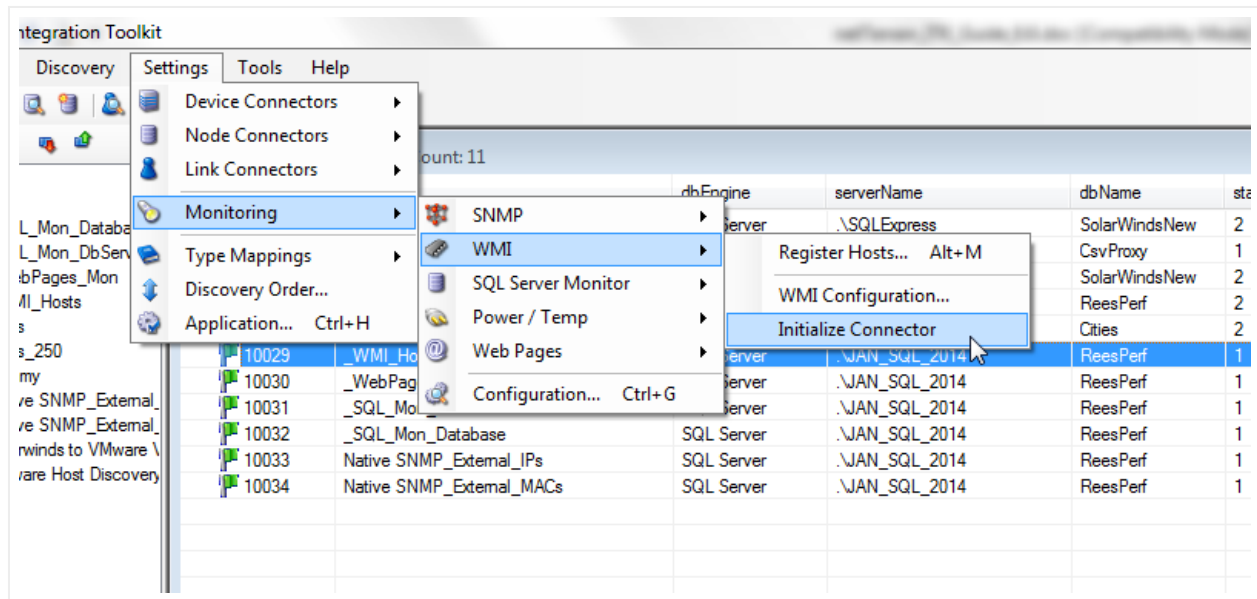 ntegration Toolkit
Discovery Settings Tools Help
Device Connectors
Node Connectors
Link Connectors
Monitoring
Type Mappings
Discovery Order...
Application... Ctrl+H
SNMP
WMI
SQL Server Monitor
Power / Temp
Web Pages
Configuration... Ctrl+G
Register Hosts... Alt+M
WMI Configuration...
Initialize Connector
ount: 11
dbEngine serverName dbName sta
erver .\SQLExpress SolarWindsNew 2
CsvProxy 1
SolarWindsNew 2
ReesPerf 2
Cities 2
10029 _WMI_Ho erver .\JAN_SQL_2014 ReesPerf 1
10030 _WebPag erver .\JAN_SQL_2014 ReesPerf 1
10031 _SQL_Mo erver .\JAN_SQL_2014 ReesPerf 1
10032 _SQL_Mon_Database SQL Server .\JAN_SQL_2014 ReesPerf 1
10033 Native SNMP_External_IPs SQL Server .\JAN_SQL_2014 ReesPerf 1
10034 Native SNMP_External_MACs SQL Server .\JAN_SQL_2014 ReesPerf 1
L_Mon_Databa
L_Mon_DbServ
ebPages_Mon
MI_Hosts
s
s_250
my
ve SNMP_External_
ve SNMP_External_
rwinds to VMware V
ware Host Discovery